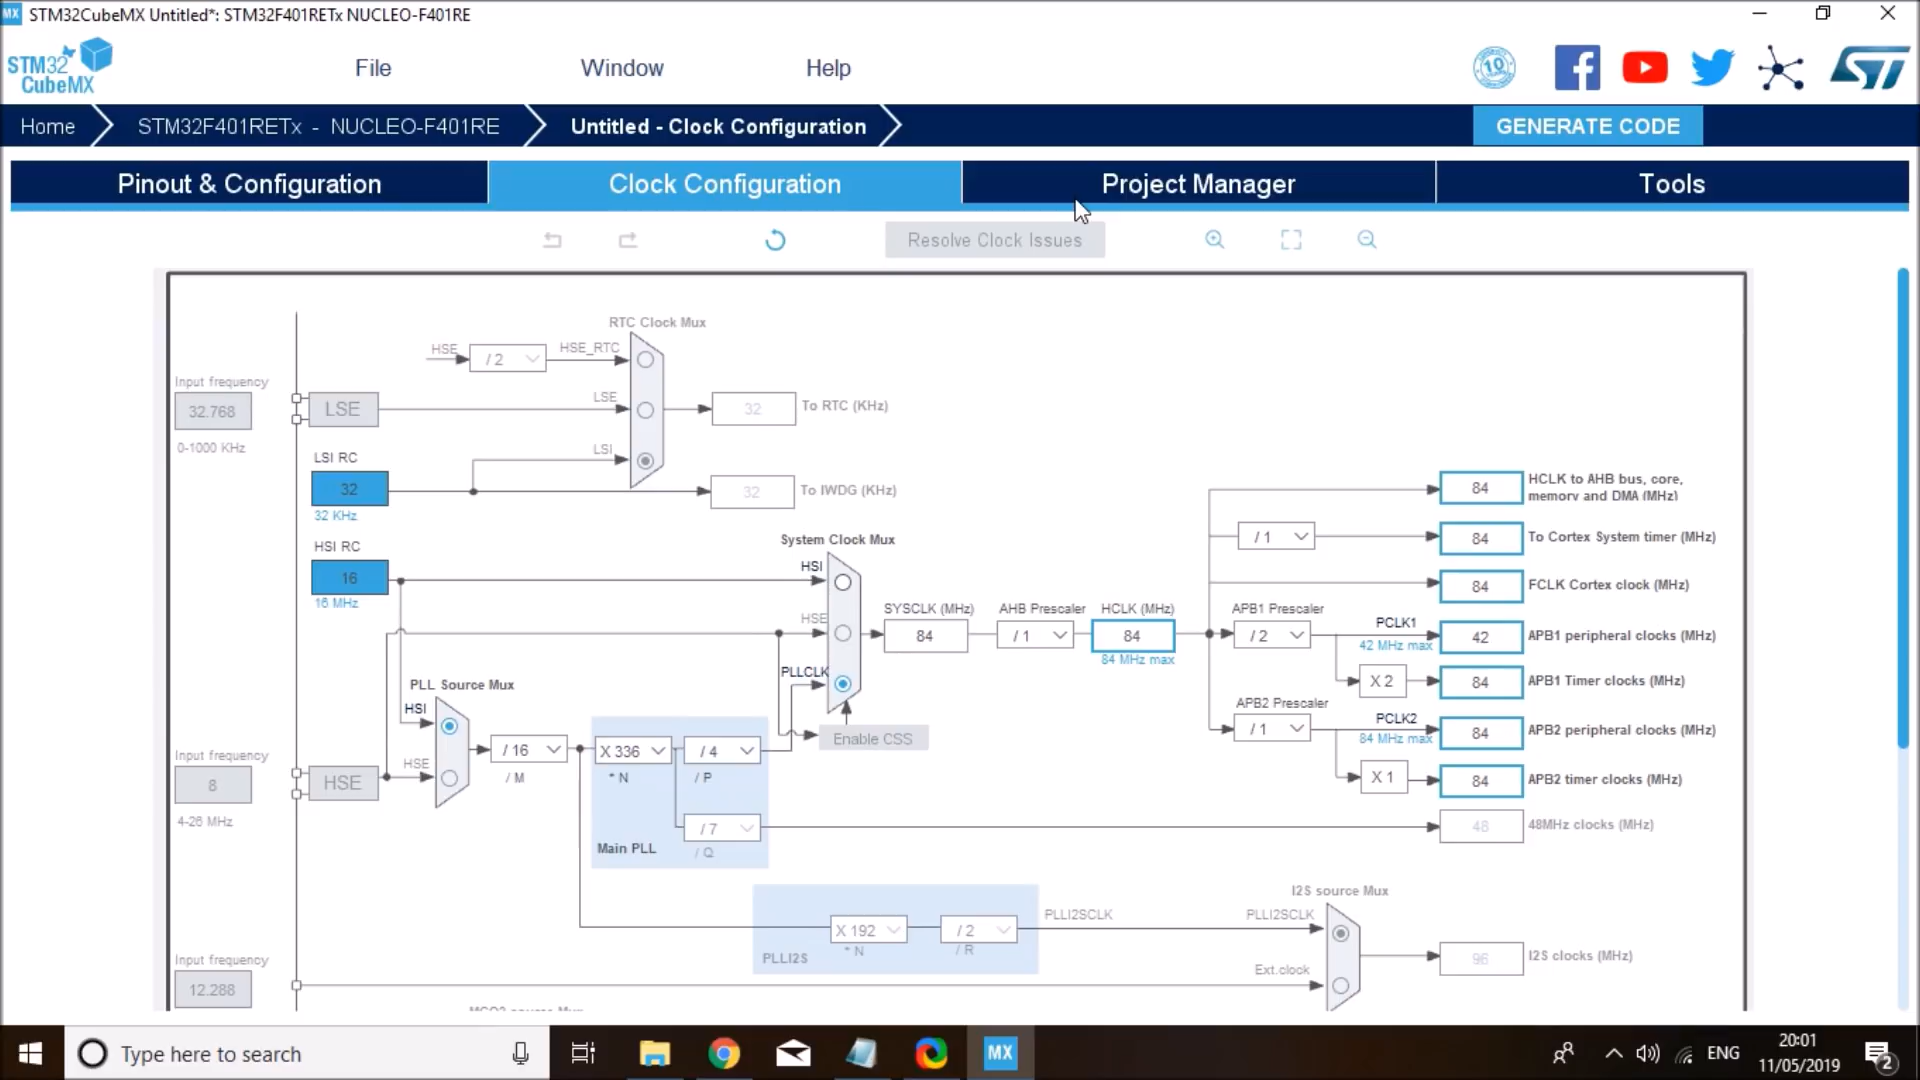 MX STM32CubeMX Untitled*: STM32F401RETx NUCLEO-F401RE
STM32
CubeMX
File
Window
Help
10
ST
Home
STM32F401RETx - NUCLEO-F401RE
Untitled - Clock Configuration
GENERATE CODE
Pinout & Configuration
Clock Configuration
Project Manager
Tools
Resolve Clock Issues
RTC Clock Mux
HSE
/ 2
HSE_RTC
Input frequency
32.768
LSE
LSE
32
To RTC (KHz)
0-1000 KHz
LSI RC
LSI
32
32
To IWDG (KHz)
32 KHz
84
HCLK to AHB bus, core,
memory and DMA (MHz)
/ 1
84
To Cortex System timer (MHz)
System Clock Mux
HSI RC
HSI
16
16 MHz
84
FCLK Cortex clock (MHz)
HSE
SYSCLK (MHz)
AHB Prescaler
HCLK (MHz)
APB1 Prescaler
84
/ 1
84
84 MHz max
/ 2
PCLK1
42 MHz max
42
APB1 peripheral clocks (MHz)
PLLCLK
PLL Source Mux
X 2
84
APB1 Timer clocks (MHz)
HSI
APB2 Prescaler
/ 1
PCLK2
84 MHz max
84
APB2 peripheral clocks (MHz)
Enable CSS
Input frequency
8
4-26 MHz
HSE
HSE
/ 16
/ M
X 336
* N
/ 4
/ P
X 1
84
APB2 timer clocks (MHz)
/ 7
/ Q
Main PLL
48
48MHz clocks (MHz)
I2S source Mux
X 192
* N
/ 2
/ R
PLLI2S
PLLI2SCLK
PLLI2SCLK
96
I2S clocks (MHz)
Ext.clock
Input frequency
12.288
Type here to search
MX
ENG
20:01
11/05/2019
2